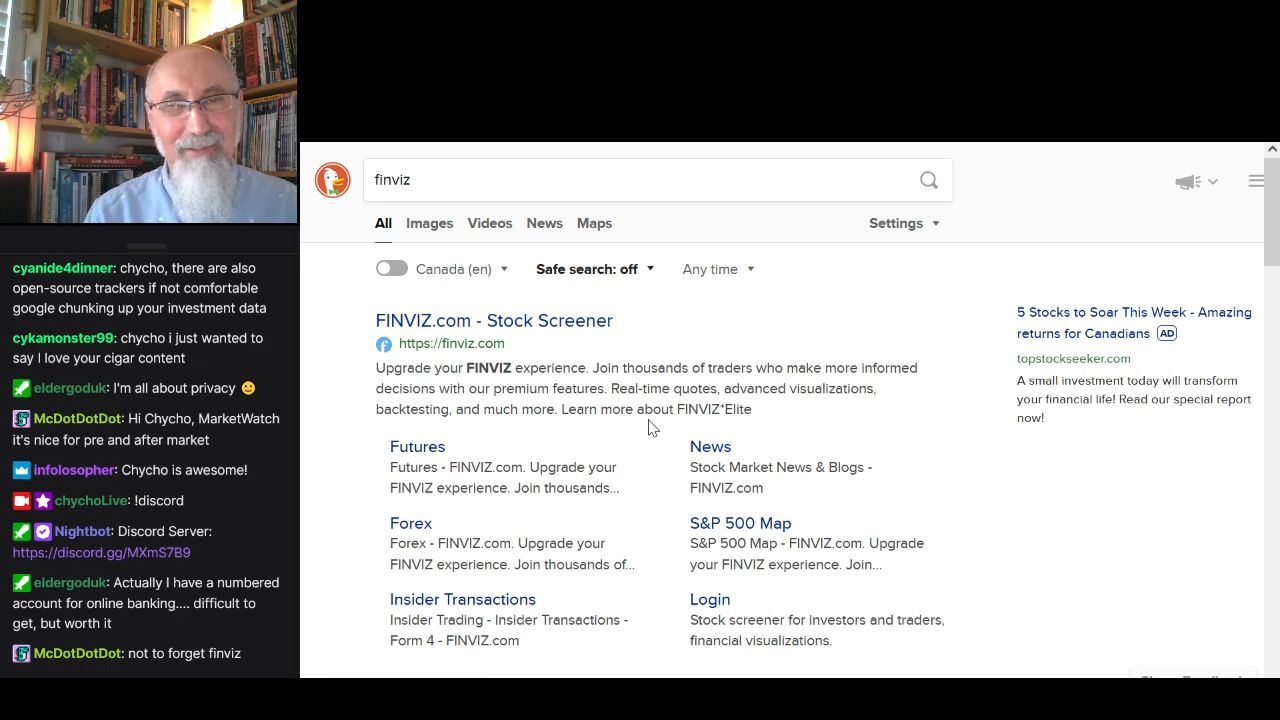 cyanide4dinner: chycho, there are also
open-source trackers if not comfortable
google chunking up your investment data
cykamonster99: chycho i just wanted to
say I love your cigar content
eldergoduk: I'm all about privacy
McDotDotDot: Hi Chycho, MarketWatch
it's nice for pre and after market
infolosopher: Chycho is awesome!
chychoLive: !discord
Nightbot: Discord Server:
https://discord.gg/MXmS7B9
eldergoduk: Actually I have a numbered
account for online banking.... difficult to
get, but worth it
McDotDotDot: not to forget finviz
finviz
All Images Videos News Maps Settings
Canada (en) Safe search: off Any time
FINVIZ.com - Stock Screener
https://finviz.com
Upgrade your FINVIZ experience. Join thousands of traders who make more informed
decisions with our premium features. Real-time quotes, advanced visualizations,
backtesting, and much more. Learn more about FINVIZ*Elite
Futures
Futures - FINVIZ.com. Upgrade your
FINVIZ experience. Join thousands...
News
Stock Market News & Blogs -
FINVIZ.com
Forex
Forex - FINVIZ.com. Upgrade your
FINVIZ experience. Join thousands of...
S&P 500 Map
S&P 500 Map - FINVIZ.com. Upgrade
your FINVIZ experience. Join...
Insider Transactions
Insider Trading - Insider Transactions -
Form 4 - FINVIZ.com
Login
Stock screener for investors and traders,
financial visualizations.
5 Stocks to Soar This Week - Amazing
returns for Canadians AD
topstockseeker.com
A small investment today will transform
your financial life! Read our special report
now!